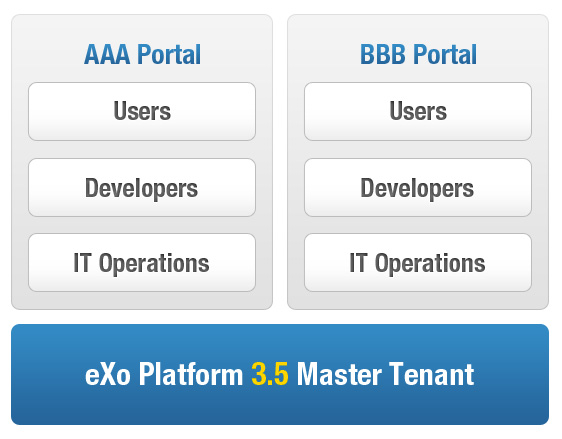 AAA Portal
Users
Developers
IT Operations
BBB Portal
Users
Developers
IT Operations
eXo Platform 3.5 Master Tenant